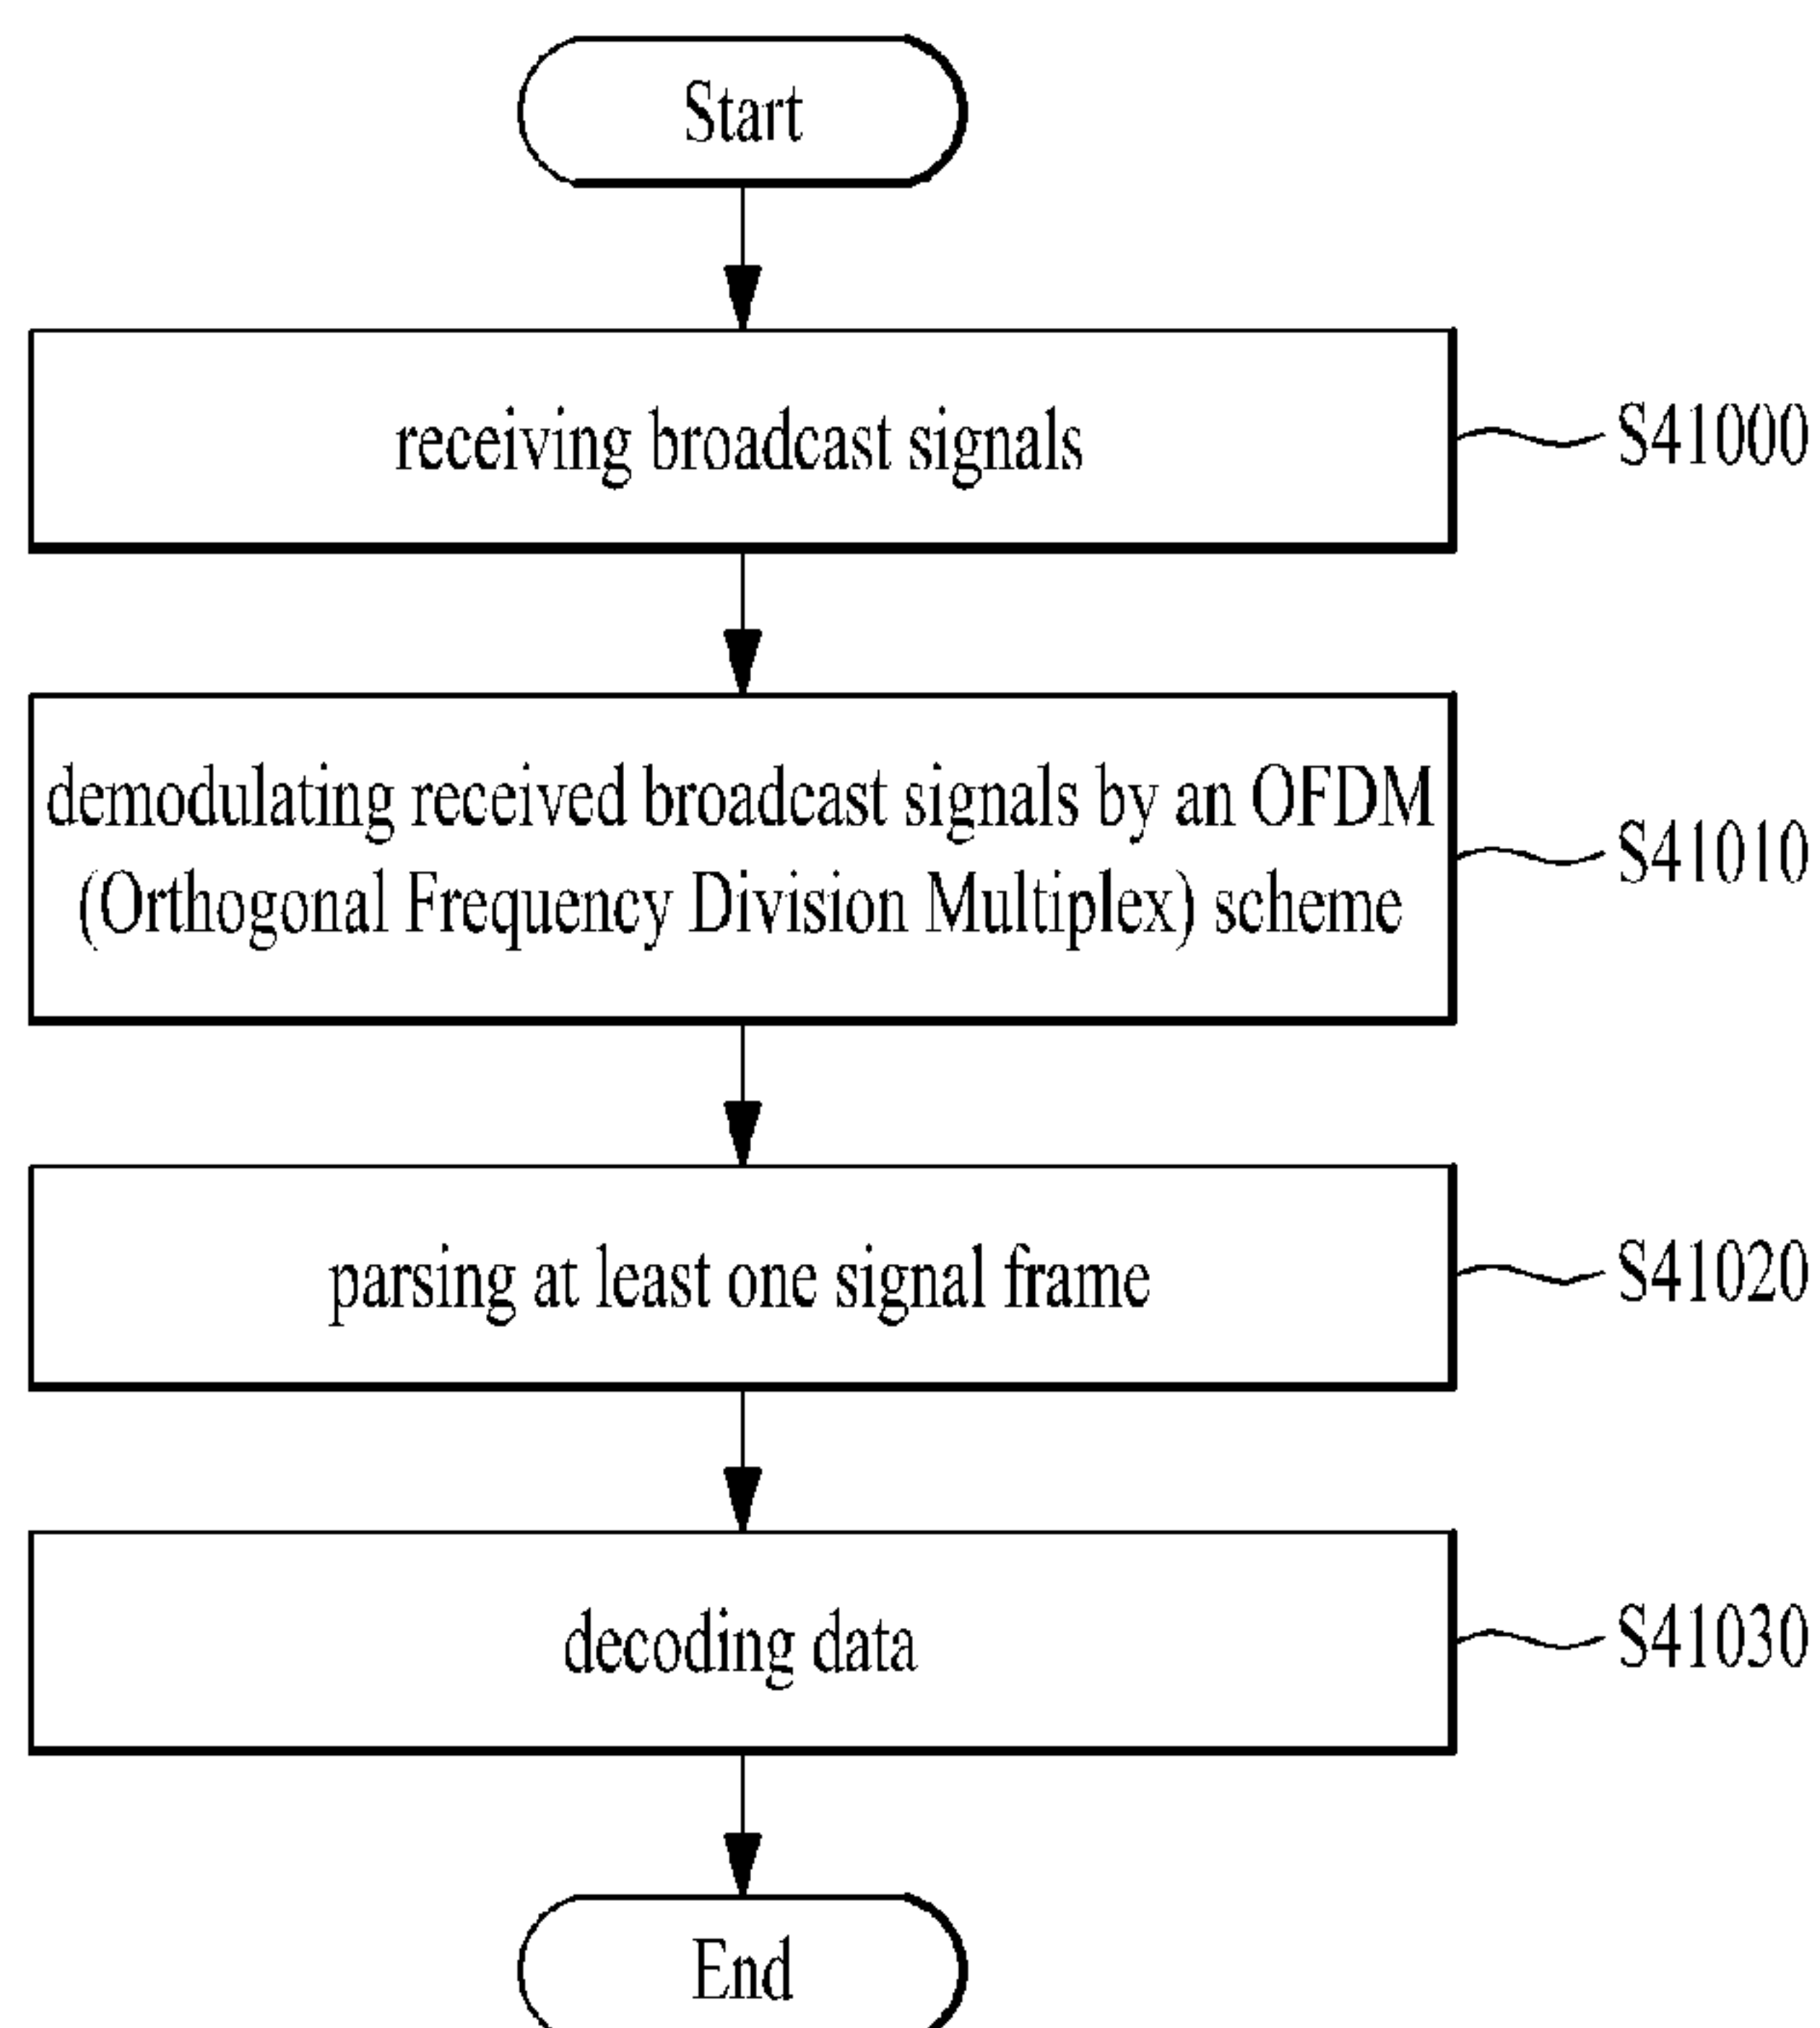 Start
receiving broadcast signals
S41000
demodulating received broadcast signals by an OFDM
(Orthogonal Frequency Division Multiplex) scheme
S41010
parsing at least one signal frame
S41020
decoding data
S41030
End